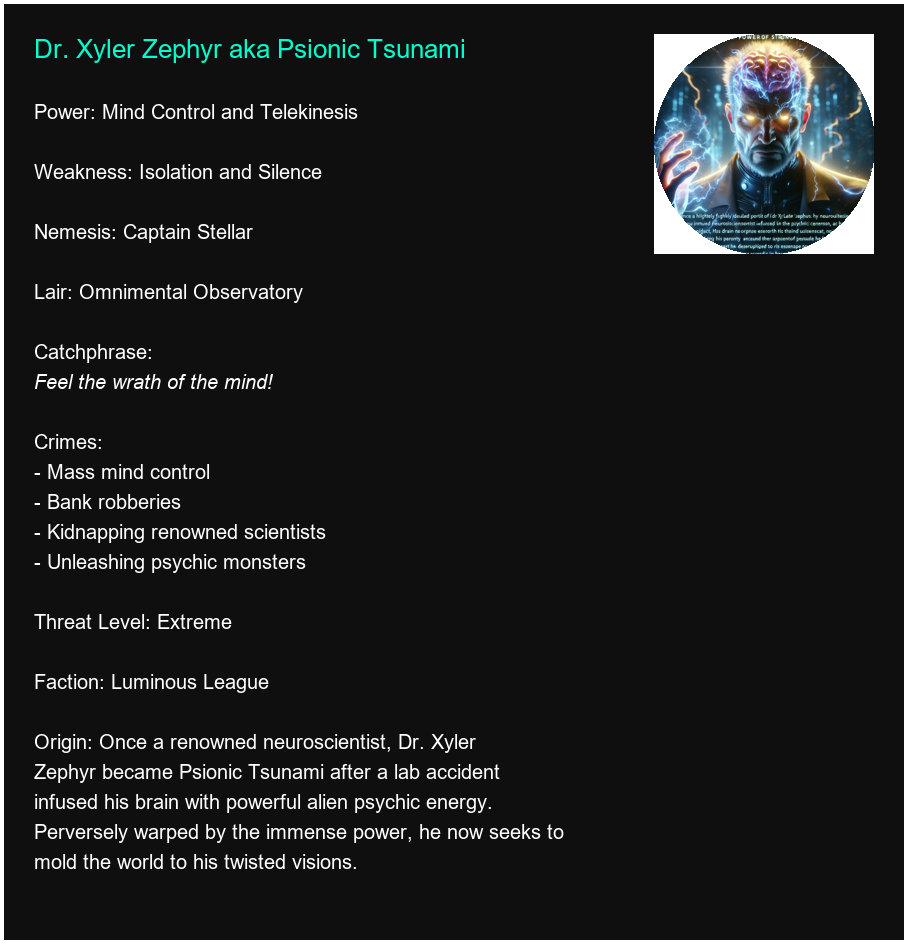 Dr. Xyler Zephyr aka Psionic Tsunami
POWER OF STRONG
Power: Mind Control and Telekinesis
Weakness: Isolation and Silence
Nemesis: Captain Stellar
Lair: Omnimental Observatory
Catchphrase:
Feel the wrath of the mind!
Crimes:
- Mass mind control
- Bank robberies
- Kidnapping renowned scientists
- Unleashing psychic monsters
Threat Level: Extreme
Faction: Luminous League
Origin: Once a renowned neuroscientist, Dr. Xyler
Zephyr became Psionic Tsunami after a lab accident
infused his brain with powerful alien psychic energy.
Perversely warped by the immense power, he now seeks to
mold the world to his twisted visions.